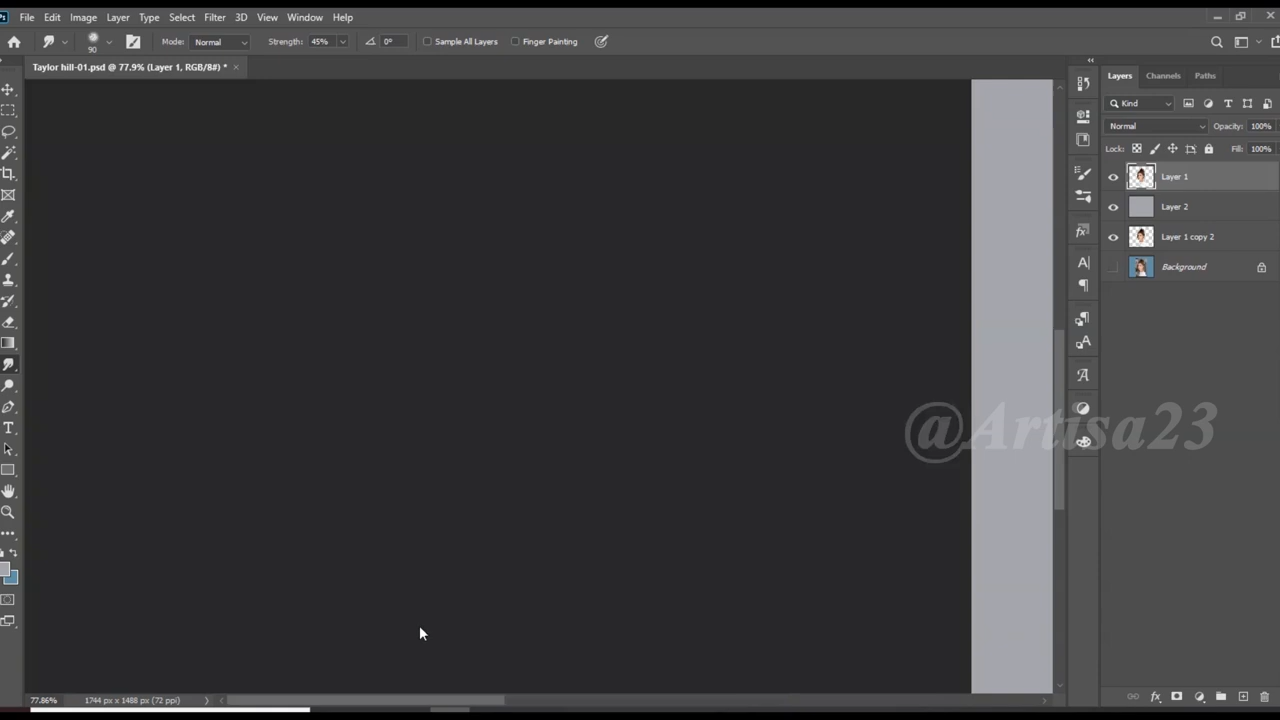 File Edit Image Layer Type Select Filter 3D View Window Help
90 Mode: Normal Strength: 45% 0° Sample All Layers Finger Painting
Taylor hill-01.psd @ 77.9% (Layer 1, RGB/8#) * ×
Layers Channels Paths
Kind
Normal Opacity: 100%
Lock: Fill: 100%
Layer 1
Layer 2
Layer 1 copy 2
Background
@Artisa23
77.86% 1744 px x 1488 px (72 ppi)